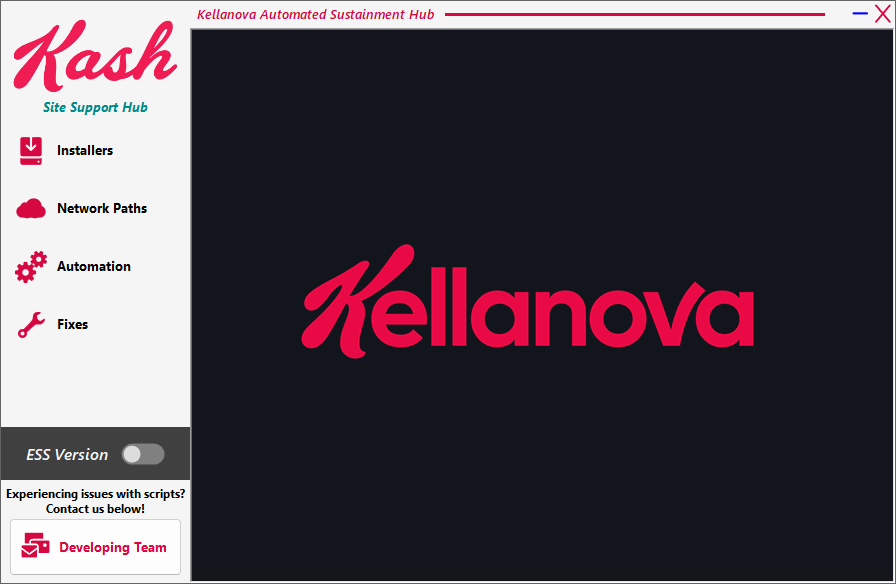 Kellanova Automated Sustainment Hub
Kash
Site Support Hub
Installers
Network Paths
Automation
Fixes
ESS Version
Experiencing issues with scripts?
Contact us below!
Developing Team
Kellanova